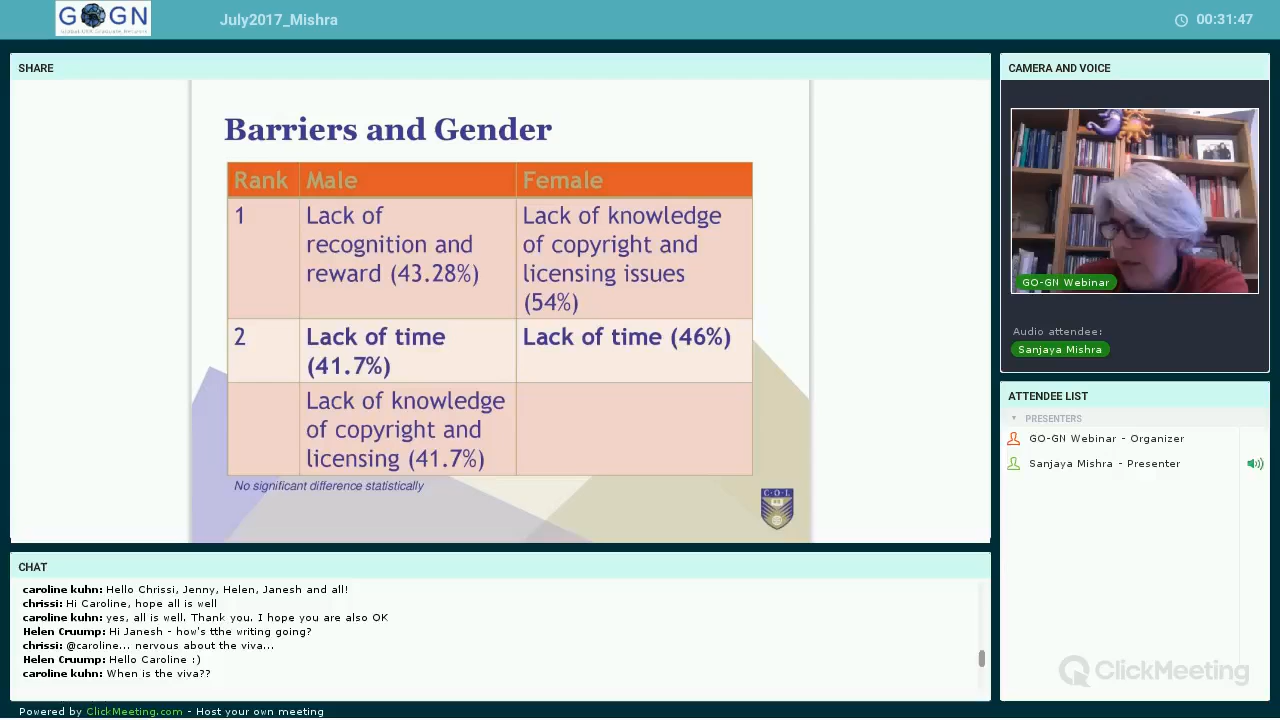 GO GN
July2017_Mishra
00:31:47
SHARE
Barriers and Gender
Rank Male Female
1 Lack of recognition and reward (43.28%) Lack of knowledge of copyright and licensing issues (54%)
2 Lack of time (41.7%) Lack of time (46%)
Lack of knowledge of copyright and licensing (41.7%)
No significant difference statistically
C·O·L
CAMERA AND VOICE
GO-GN Webinar
Audio attendee:
Sanjaya Mishra
ATTENDEE LIST
PRESENTERS
GO-GN Webinar - Organizer
Sanjaya Mishra - Presenter
CHAT
caroline kuhn: Hello Chrissi, Jenny, Helen, Janesh and all!
chrissi: Hi Caroline, hope all is well
caroline kuhn: yes, all is well. Thank you. I hope you are also OK
Helen Cruump: Hi Janesh - how's tthe writing going?
chrissi: @caroline... nervous about the viva...
Helen Cruump: Hello Caroline :)
caroline kuhn: When is the viva??
ClickMeeting
Powered by ClickMeeting.com - Host your own meeting